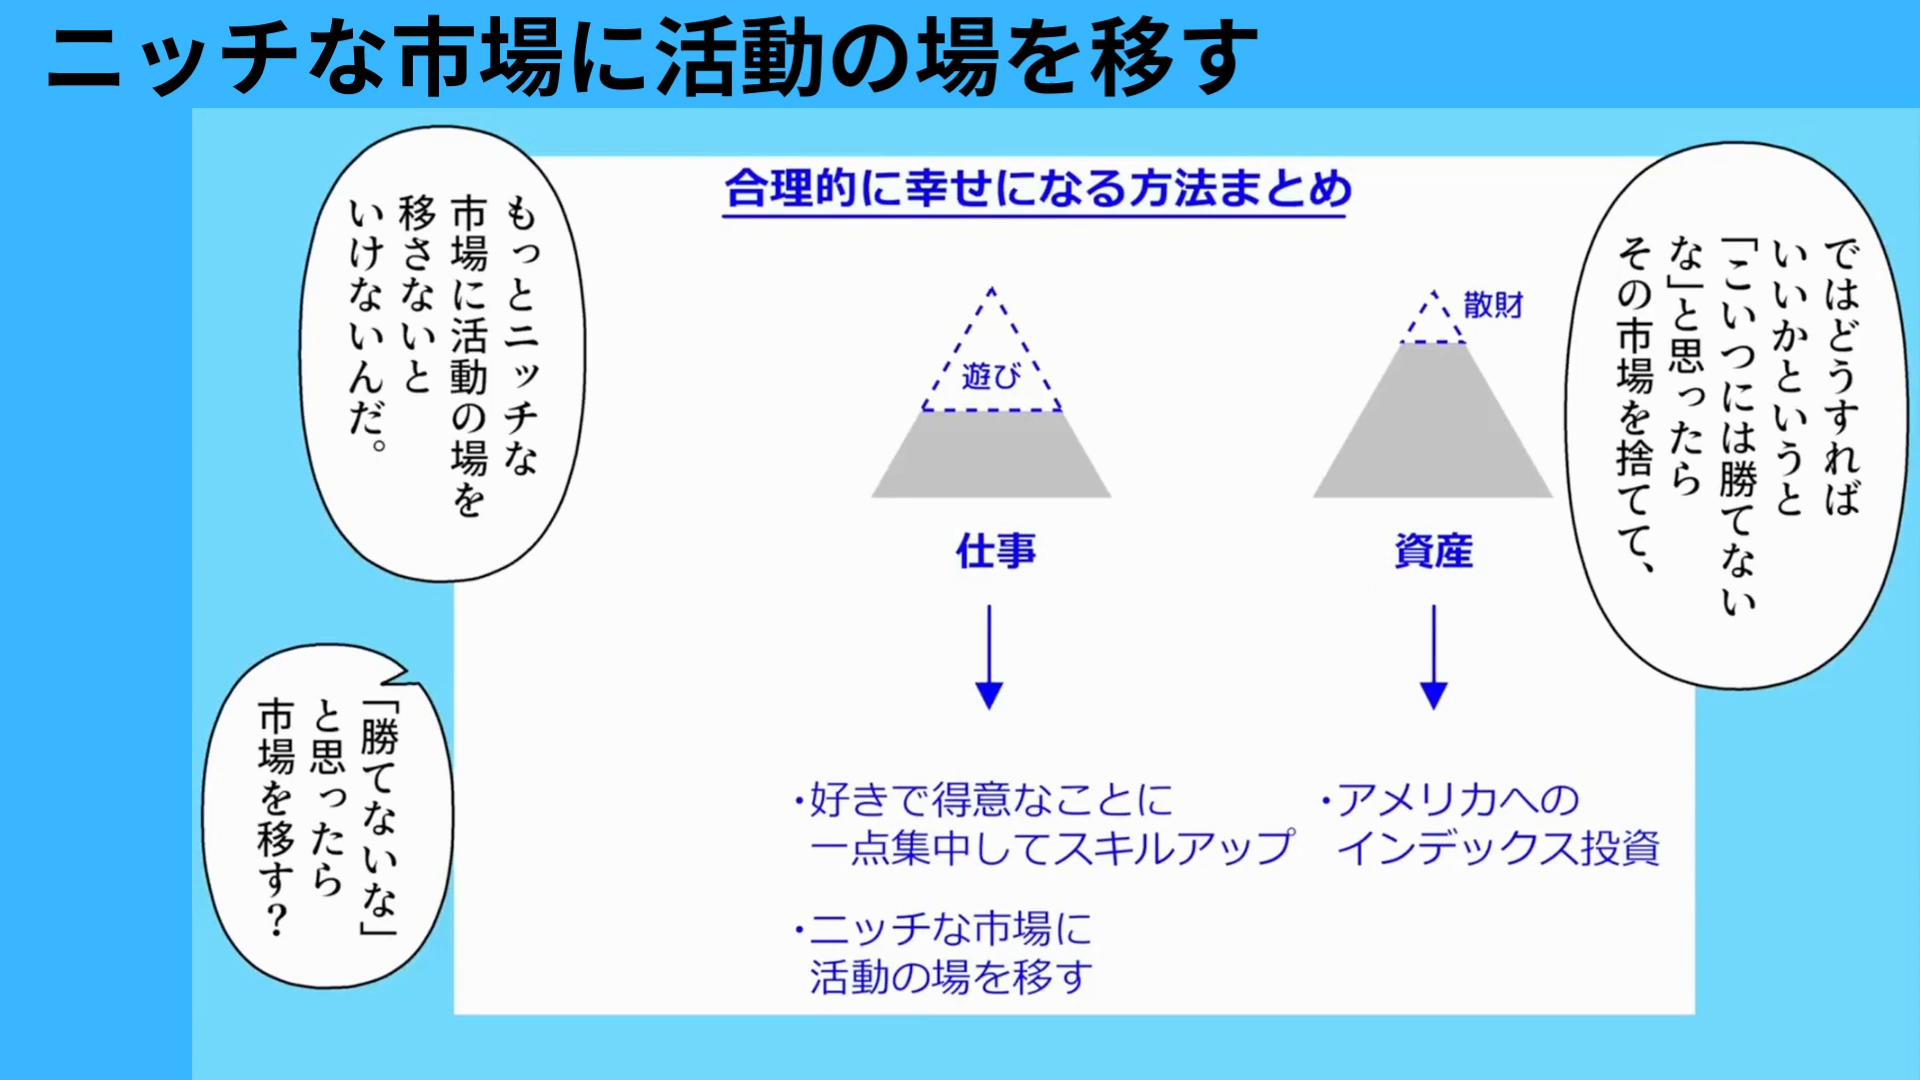 ニッチな市場に活動の場を移す
ではどうすれば
いいかというと
「こいつには勝てない
な」と思ったら
その市場を捨てて、
もっとニッチな
市場に活動の場を
移さないと
いけないんだ。
「勝てないな」
と思ったら
市場を移す?
合理的に幸せになる方法まとめ
遊び
散財
仕事
資産
・好きで得意なことに
一点集中してスキルアップ
・ニッチな市場に
活動の場を移す
・アメリカへの
インデックス投資